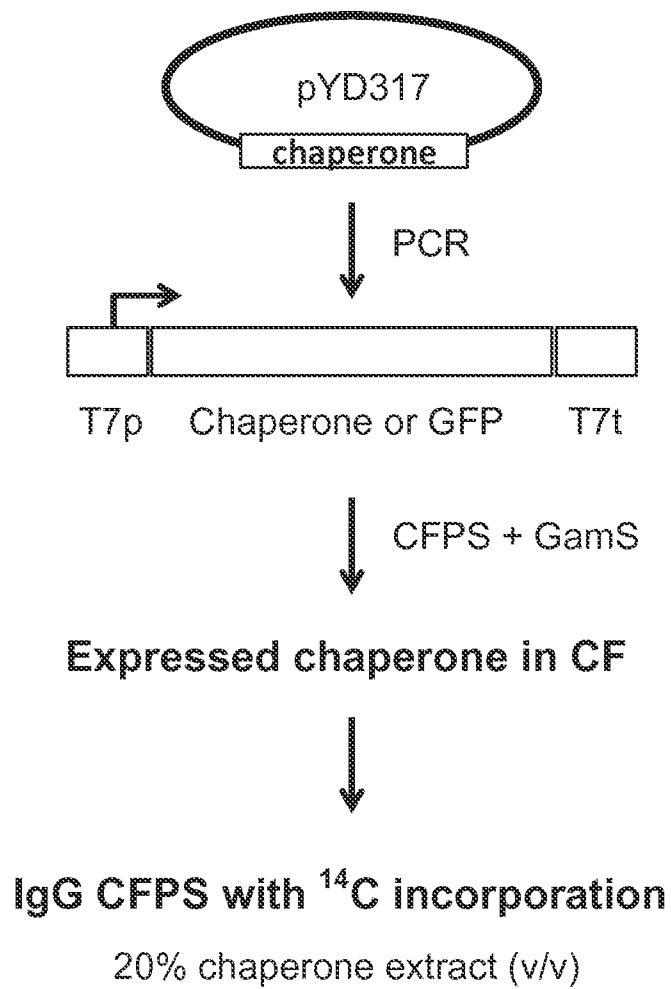 pYD317
chaperone
PCR
T7p Chaperone or GFP T7t
CFPS + GamS
Expressed chaperone in CF
IgG CFPS with ¹⁴C incorporation
20% chaperone extract (v/v)